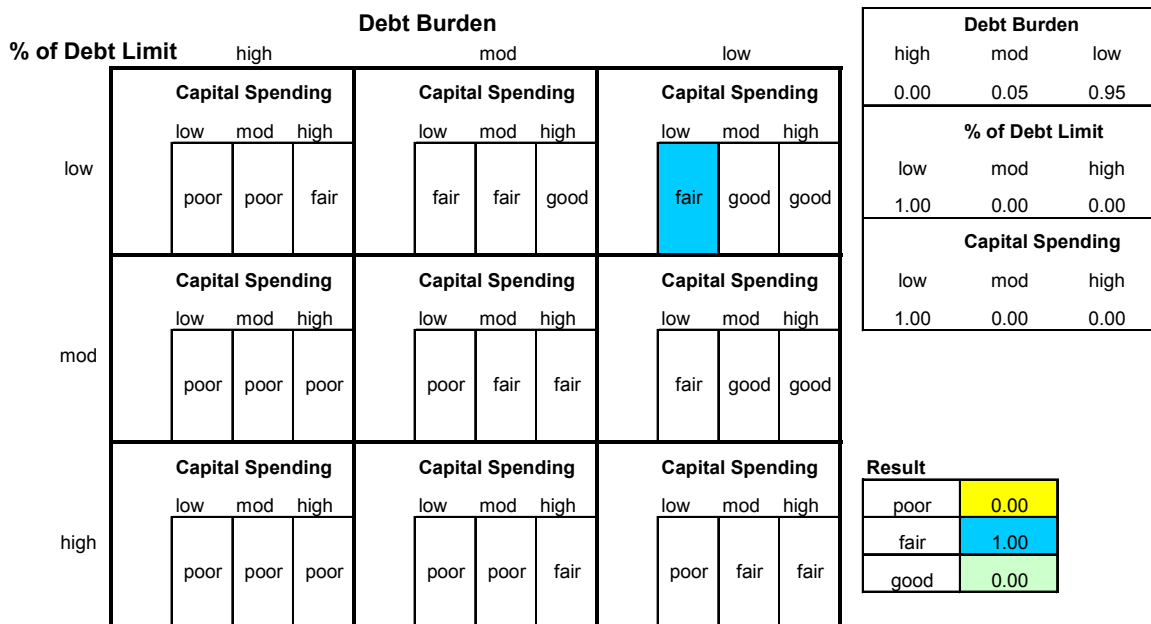 Debt Burden
% of Debt Limit high mod low
Capital Spending Capital Spending Capital Spending
low mod high low mod high low mod high
low
poor poor fair fair fair good fair good good
Capital Spending Capital Spending Capital Spending
low mod high low mod high low mod high
mod
poor poor poor poor fair fair fair good good
Capital Spending Capital Spending Capital Spending
low mod high low mod high low mod high
high
poor poor poor poor poor fair poor fair fair
Debt Burden
high mod low
0.00 0.05 0.95
% of Debt Limit
low mod high
1.00 0.00 0.00
Capital Spending
low mod high
1.00 0.00 0.00
Result
poor 0.00
fair 1.00
good 0.00